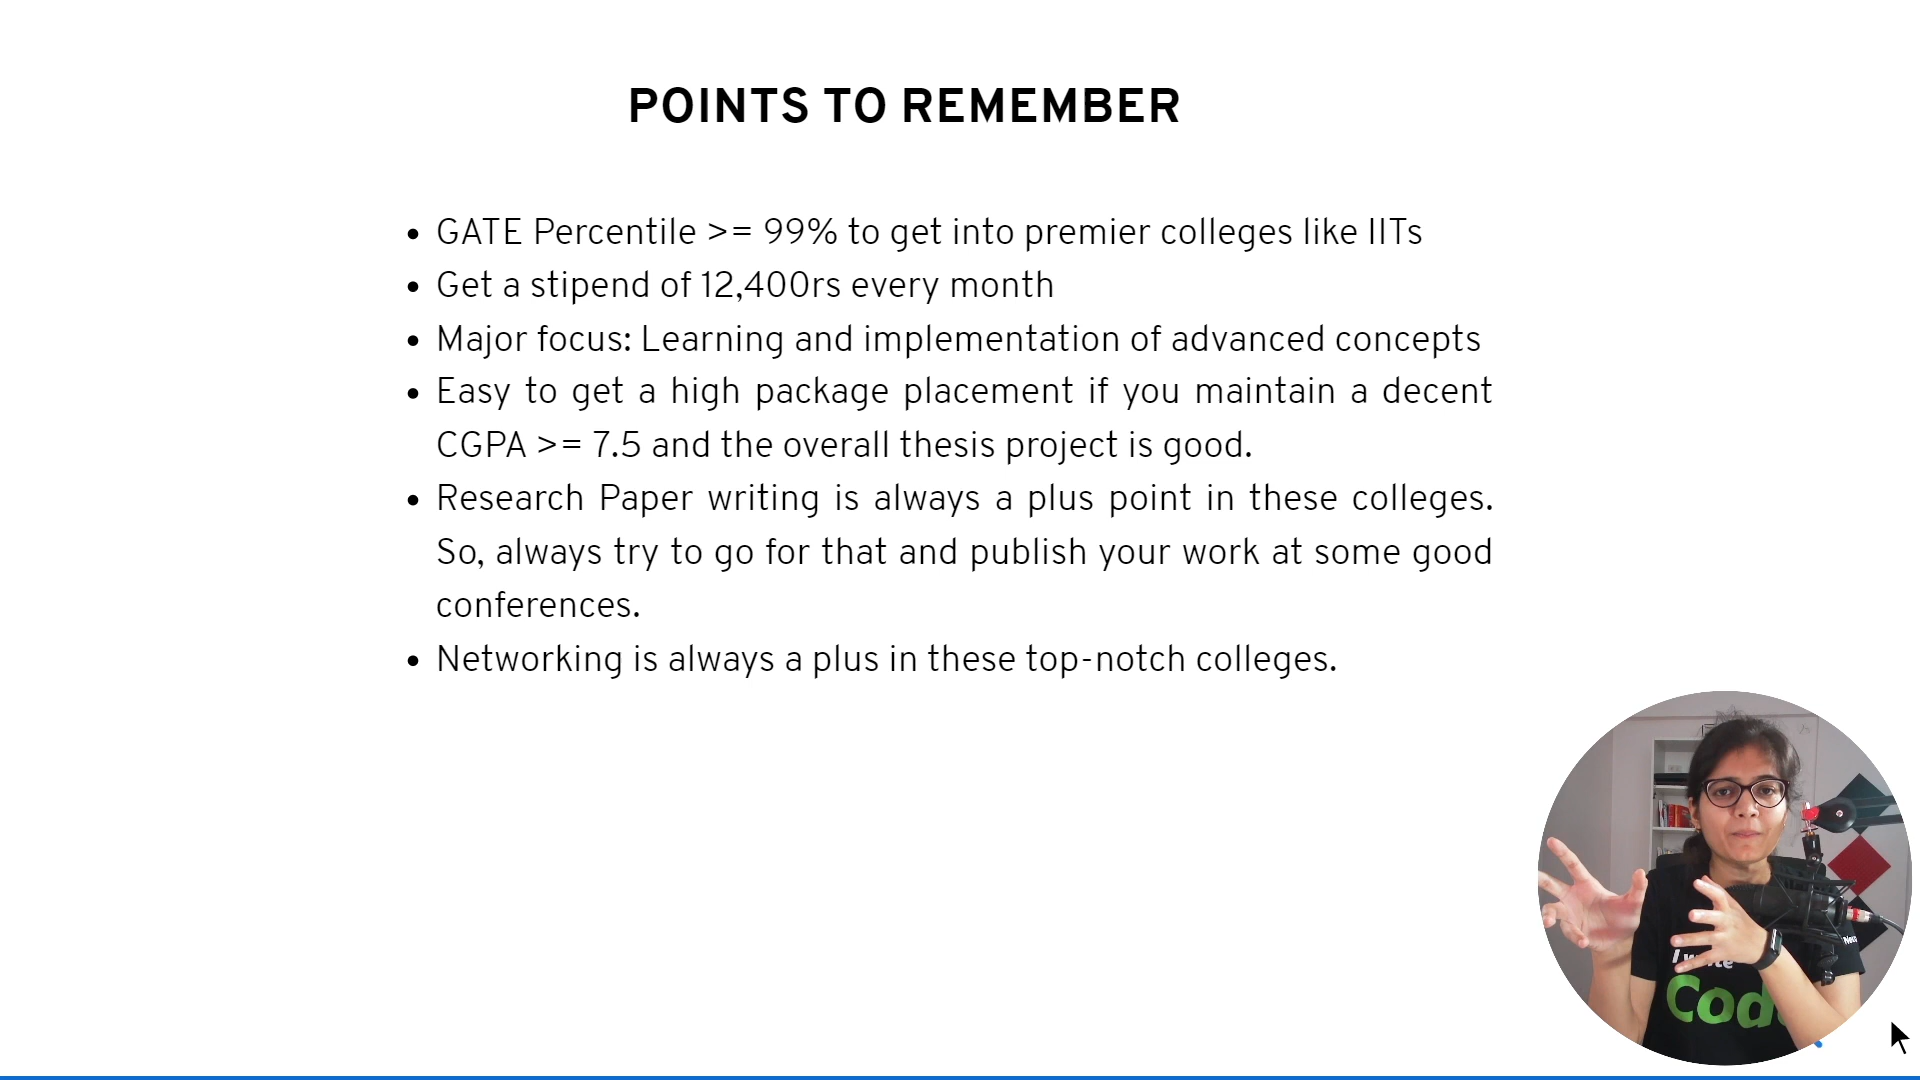 POINTS TO REMEMBER
• GATE Percentile >= 99% to get into premier colleges like IITs
• Get a stipend of 12,400rs every month
• Major focus: Learning and implementation of advanced concepts
• Easy to get a high package placement if you maintain a decent
CGPA >= 7.5 and the overall thesis project is good.
• Research Paper writing is always a plus point in these colleges.
So, always try to go for that and publish your work at some good
conferences.
• Networking is always a plus in these top-notch colleges.